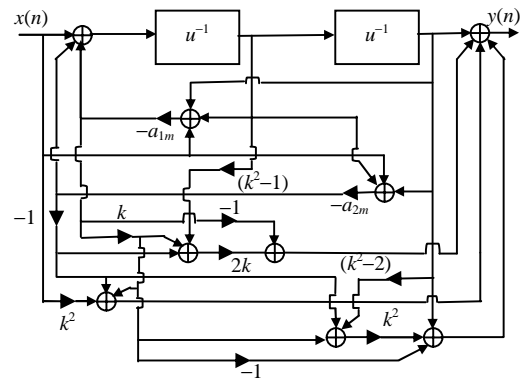 x(n)
y(n)
u⁻¹
u⁻¹
−a₁ₘ
(k²−1)
−a₂ₘ
−1
k
−1
2k
(k²−2)
k²
k²
−1